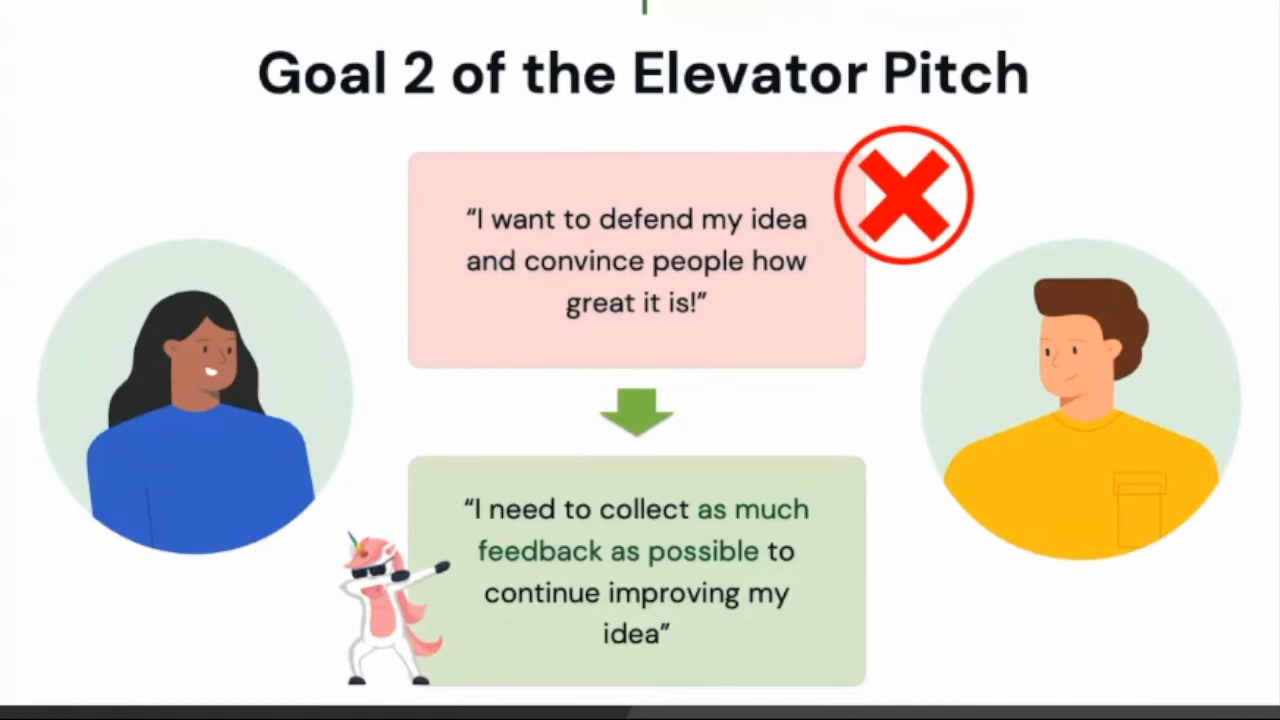 Goal 2 of the Elevator Pitch
“I want to defend my idea
and convince people how
great it is!”
“I need to collect as much
feedback as possible to
continue improving my
idea”